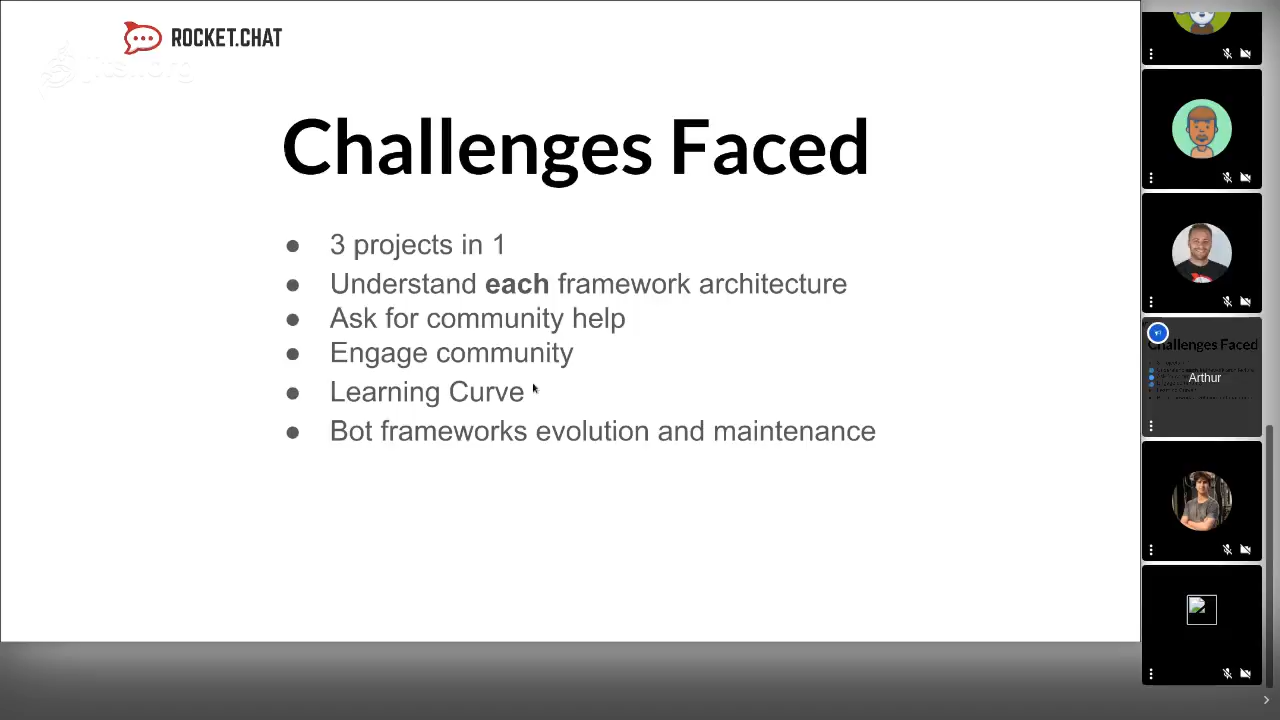 ROCKET.CHAT
Challenges Faced
● 3 projects in 1
● Understand each framework architecture
● Ask for community help
● Engage community
● Learning Curve
● Bot frameworks evolution and maintenance
Challenges Faced
Arthur